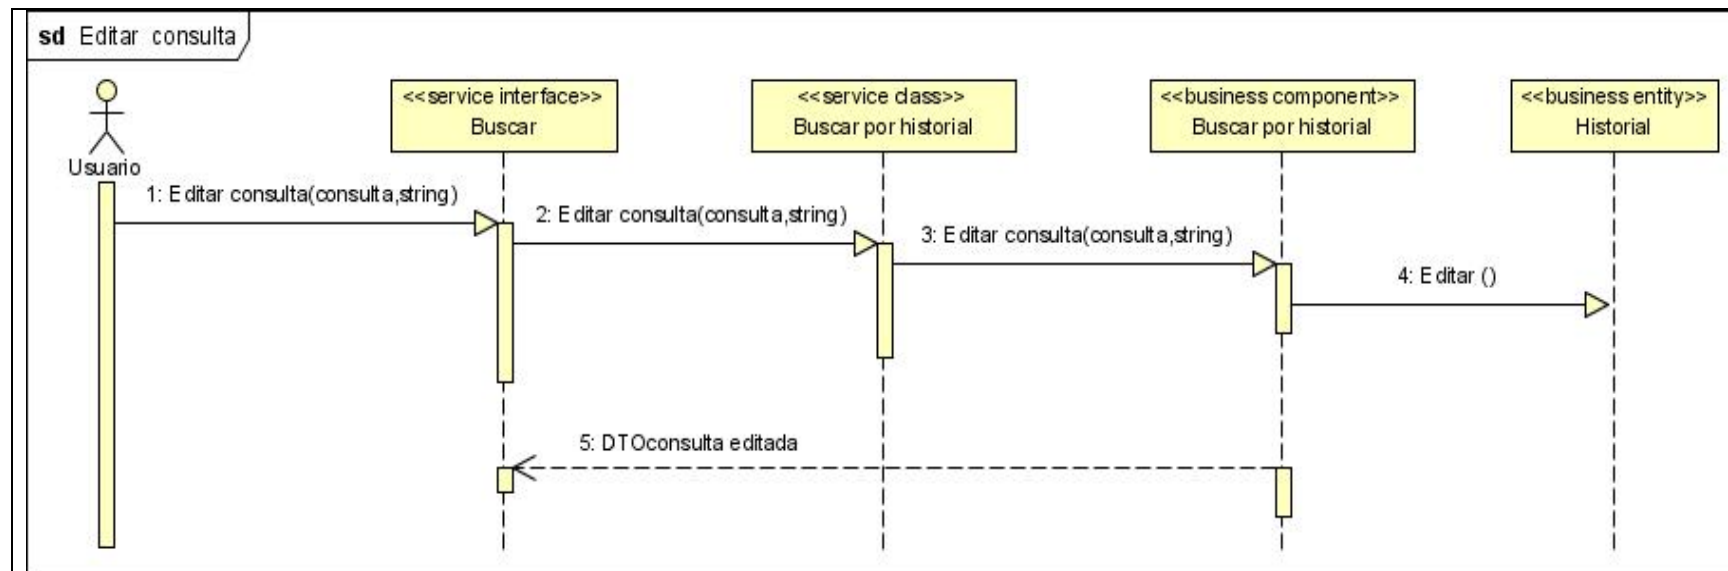 sd Editar consulta
Usuario
<<service interface>>
Buscar
<<service class>>
Buscar por historial
<<business component>>
Buscar por historial
<<business entity>>
Historial
1: Editar consulta(consulta,string)
2: Editar consulta(consulta,string)
3: Editar consulta(consulta,string)
4: Editar ()
5: DTOconsulta editada